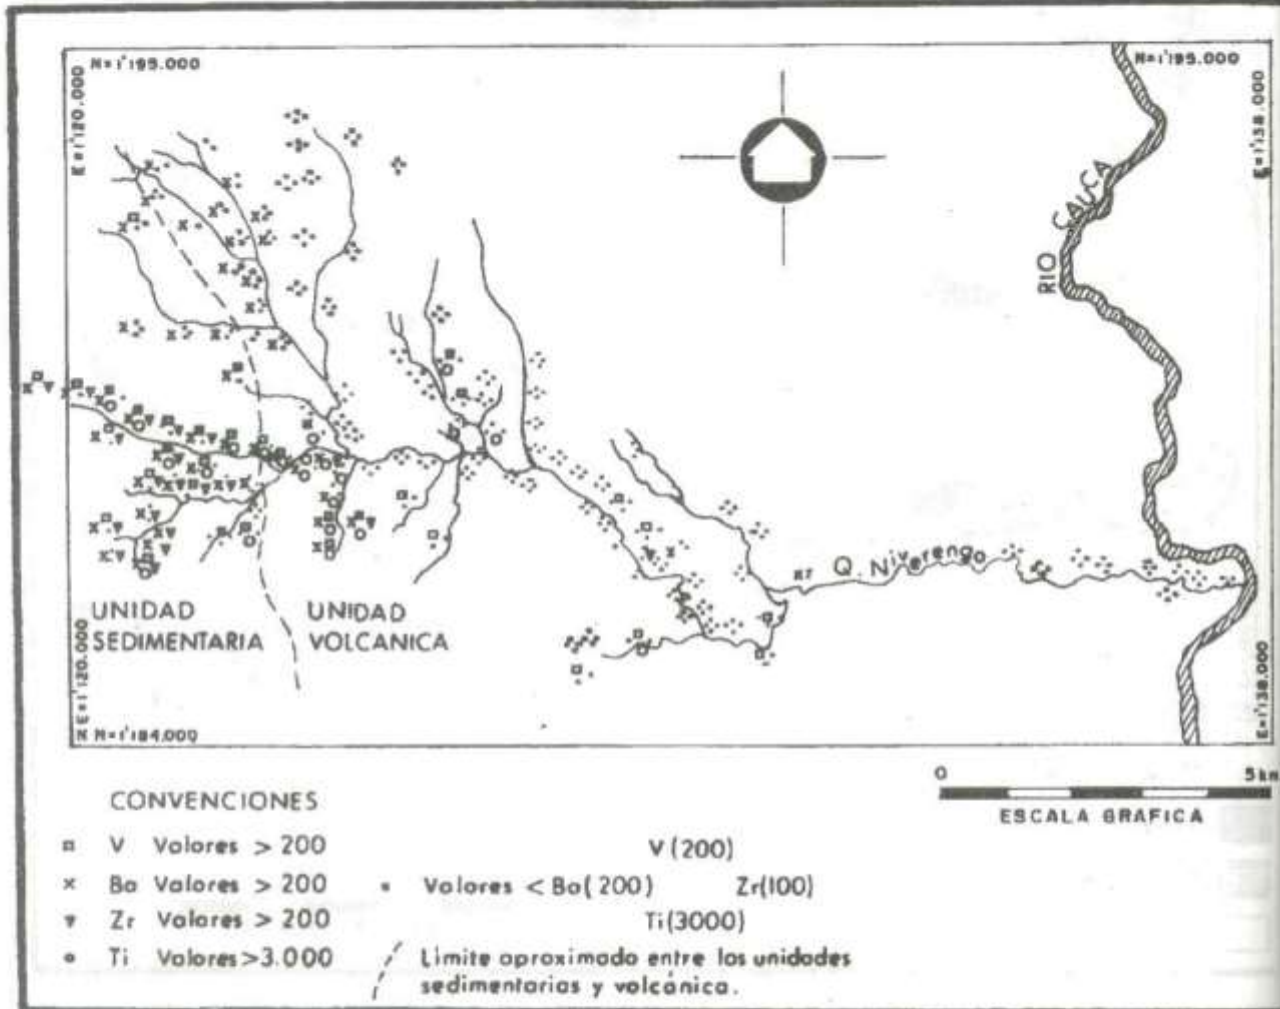 N=1'195.000
N=1'195.000
E=1'120.000
E=1'138.000
RIO CAUCA
Q. Niverengo
UNIDAD SEDIMENTARIA
UNIDAD VOLCANICA
E=1'120.000
N=1'184.000
E=1'138.000
0 5 km
ESCALA GRAFICA
CONVENCIONES
V Valores > 200
V(200)
Ba Valores > 200
Valores < Ba(200) Zr(100)
Zr Valores > 200
Ti(3000)
Ti Valores>3.000
Límite aproximado entre las unidades
sedimentarias y volcánica.